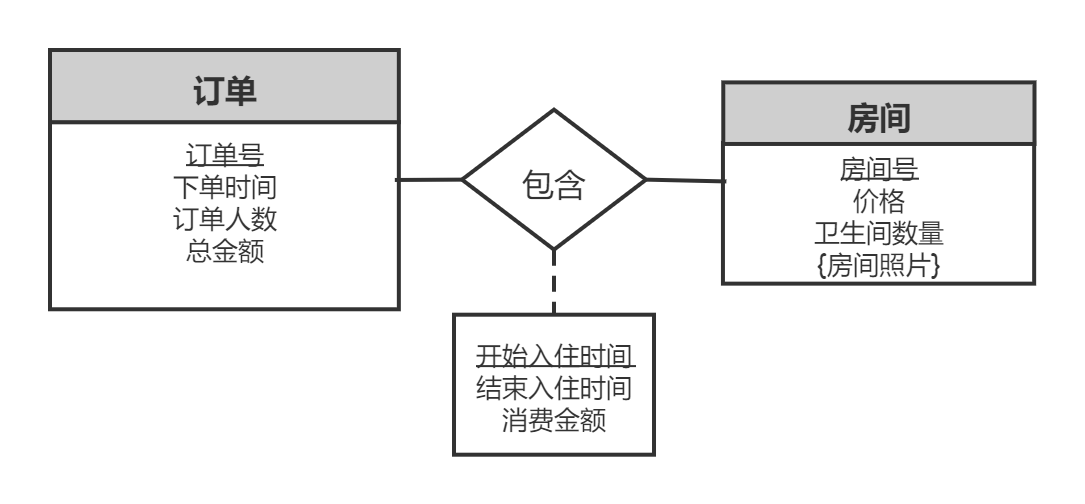 订单
订单号
下单时间
订单人数
总金额
包含
房间
房间号
价格
卫生间数量
{房间照片}
开始入住时间
结束入住时间
消费金额